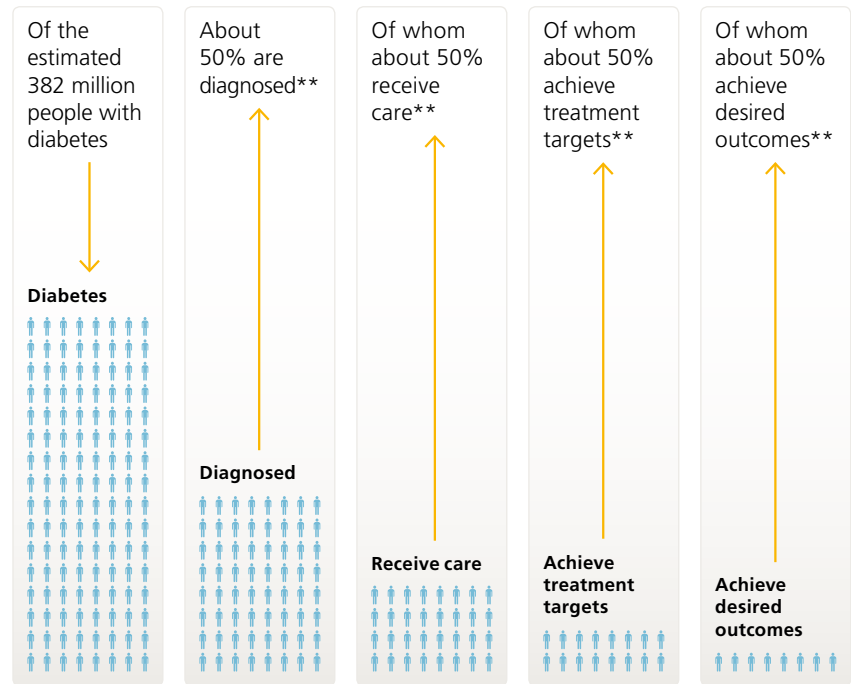 Of the
estimated
382 million
people with
diabetes
Diabetes
About
50% are
diagnosed**
Diagnosed
Of whom
about 50%
receive
care**
Receive care
Of whom
about 50%
achieve
treatment
targets**
Achieve
treatment
targets
Of whom
about 50%
achieve
desired
outcomes**
Achieve
desired
outcomes